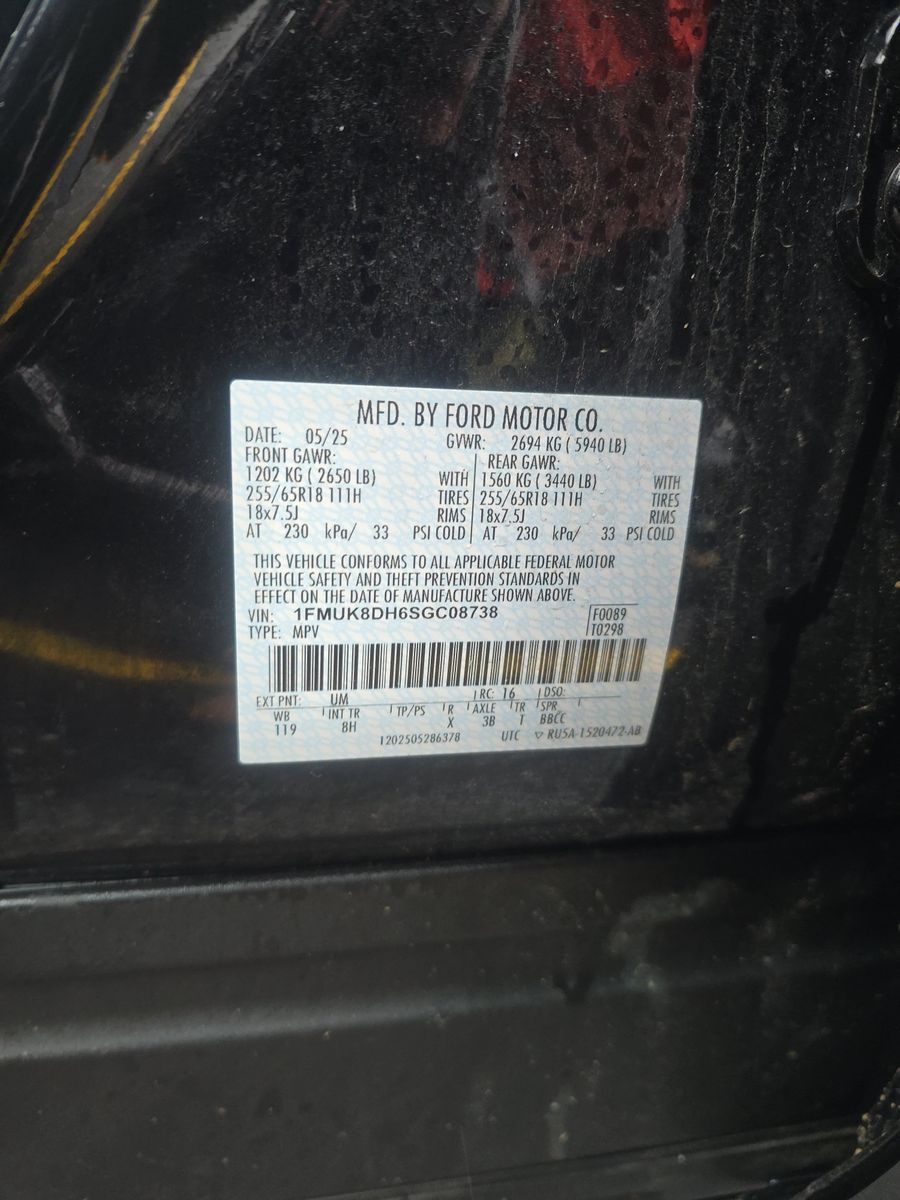 MFD. BY FORD MOTOR CO.
DATE: 05/25 GVWR: 2694 KG ( 5940 LB)
FRONT GAWR: REAR GAWR:
1202 KG ( 2650 LB) WITH 1560 KG ( 3440 LB) WITH
255/65R18 111H TIRES 255/65R18 111H TIRES
18x7.5J RIMS 18x7.5J RIMS
AT 230 kPa/ 33 PSI COLD AT 230 kPa/ 33 PSI COLD
THIS VEHICLE CONFORMS TO ALL APPLICABLE FEDERAL MOTOR
VEHICLE SAFETY AND THEFT PREVENTION STANDARDS IN
EFFECT ON THE DATE OF MANUFACTURE SHOWN ABOVE.
VIN: 1FMUK8DH6SGC08738 F0089
TYPE: MPV T0298
EXT PNT: UM RC: 16 DSO:
WB INT TR TP/PS R AXLE TR SPR
119 8H X 3B T BBCC
1202505286378 UTC ▽ RU5A-1520472-AB